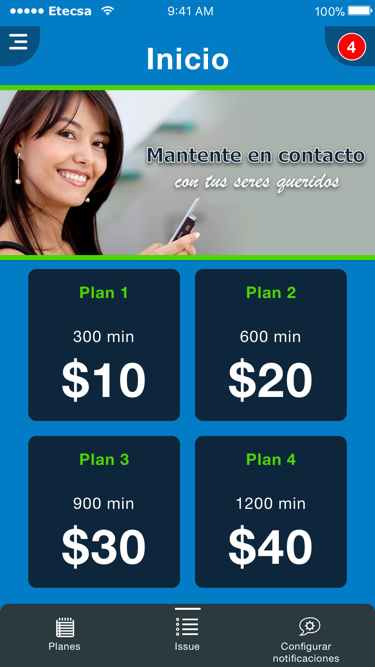 Etecsa 9:41 AM 100%
Inicio 4
Mantente en contacto
con tus seres queridos
Plan 1
300 min
$10
Plan 2
600 min
$20
Plan 3
900 min
$30
Plan 4
1200 min
$40
Planes
Issue
Configurar
notificaciones